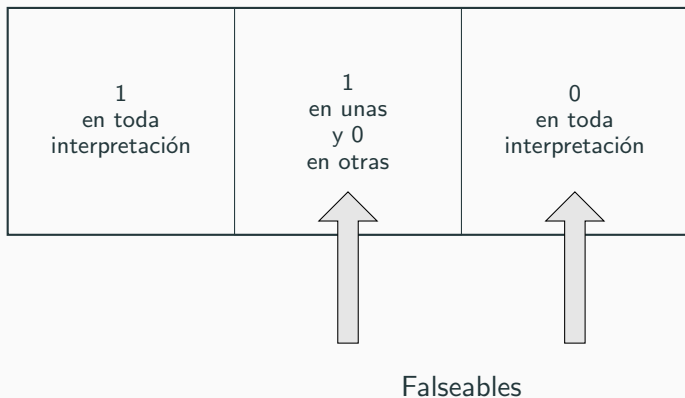 1
en toda
interpretación
1
en unas
y 0
en otras
0
en toda
interpretación
Falseables